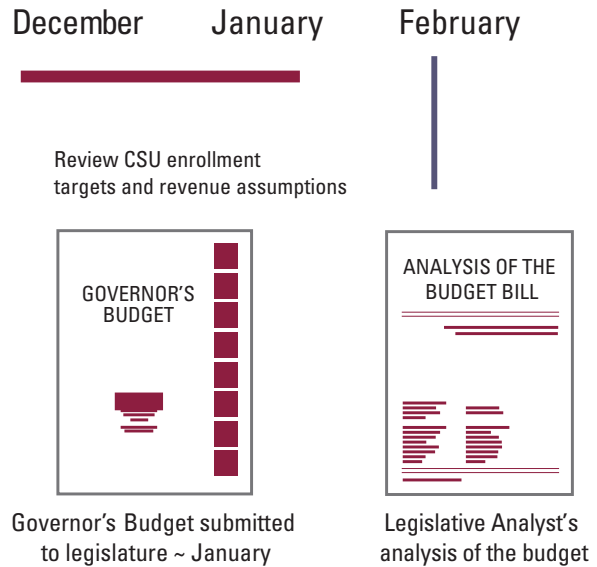 December January February
Review CSU enrollment
targets and revenue assumptions
GOVERNOR'S
BUDGET
ANALYSIS OF THE
BUDGET BILL
Governor's Budget submitted
to legislature ~ January
Legislative Analyst's
analysis of the budget